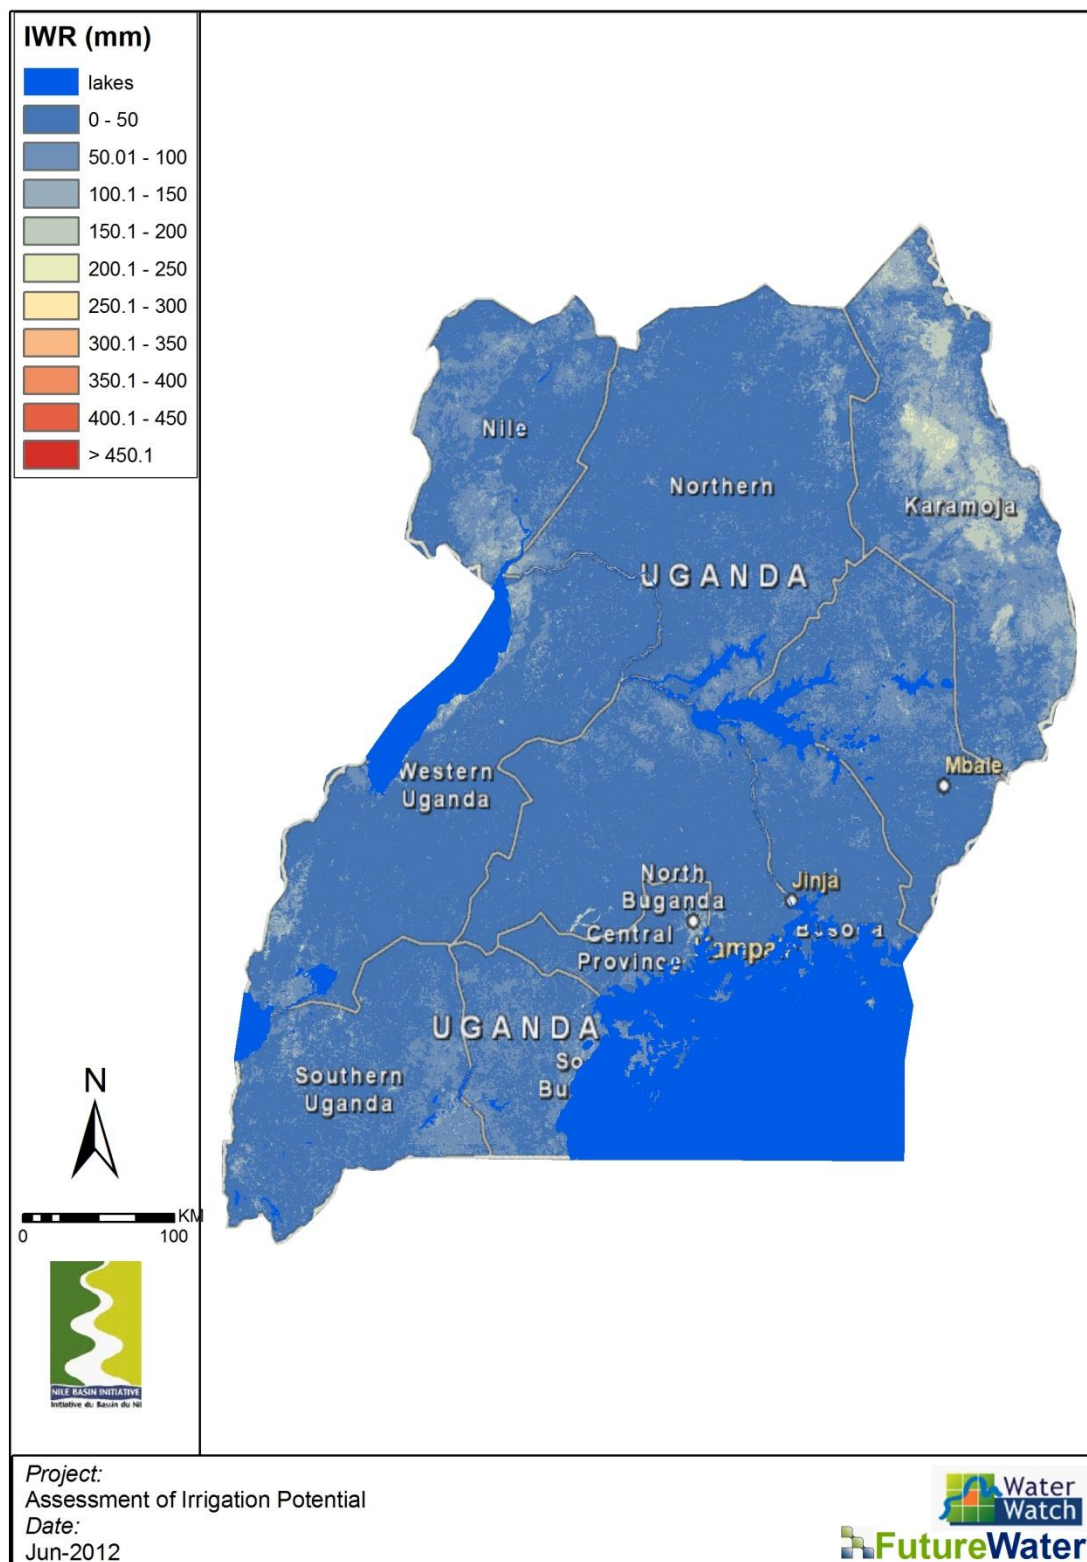 IWR (mm)
lakes
0 - 50
50.01 - 100
100.1 - 150
150.1 - 200
200.1 - 250
250.1 - 300
300.1 - 350
350.1 - 400
400.1 - 450
> 450.1
Nile
Northern
Karamoja
UGANDA
Western
Uganda
Mbale
North
Buganda
Jinja
Central
Province
Kampa
UGANDA
So
Bu
Southern
Uganda
N
KM
0 100
NILE BASIN INITIATIVE
Initiative du Bassin du Nil
Project:
Assessment of Irrigation Potential
Date:
Jun-2012
Water
Watch
FutureWater